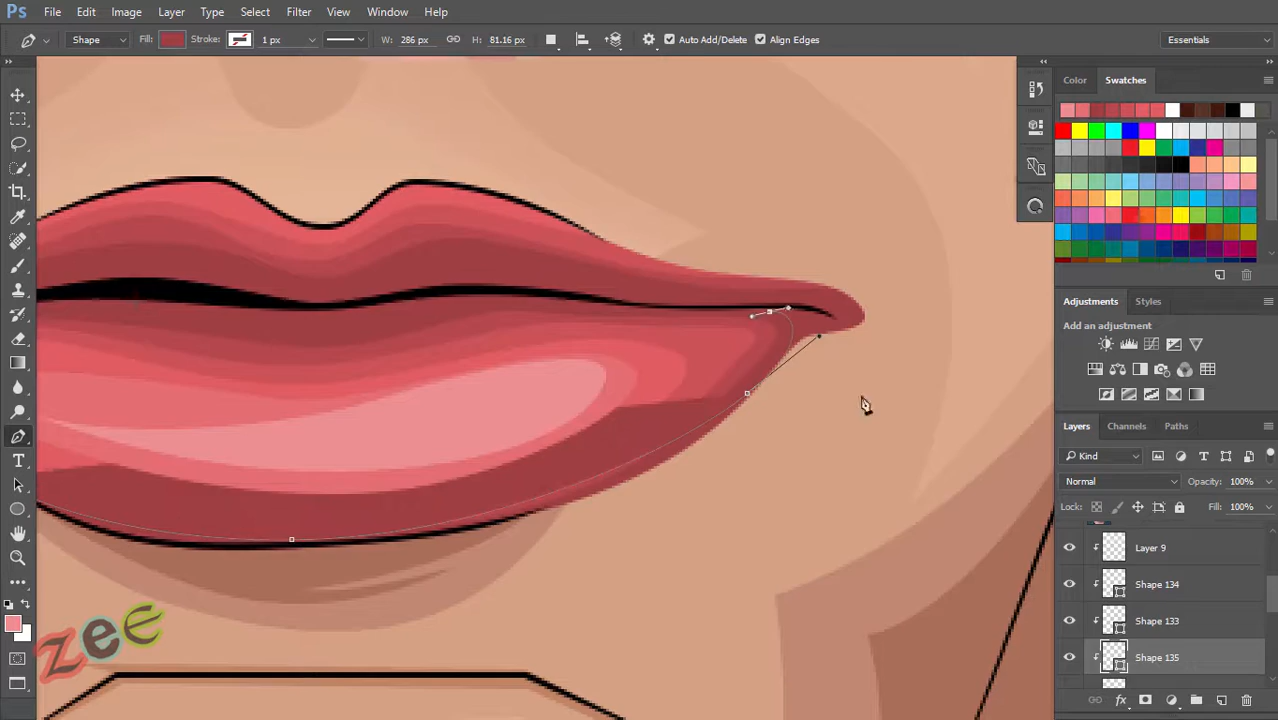 Ps File Edit Image Layer Type Select Filter View Window Help
Shape Fill: Stroke: 1 px W: 286 px H: 81.16 px Auto Add/Delete Align Edges Essentials
Color Swatches
Adjustments Styles
Add an adjustment
Layers Channels Paths
Kind
Normal Opacity: 100%
Lock: Fill: 100%
Layer 9
Shape 134
Shape 133
Shape 135
T
fx
zee